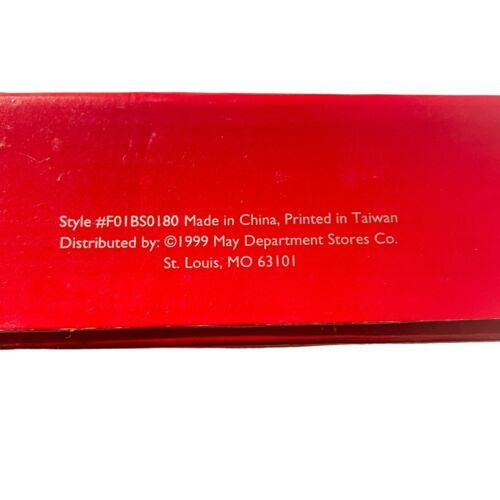 Style #F01BS0180 Made in China, Printed in Taiwan
Distributed by: ©1999 May Department Stores Co.
St. Louis, MO 63101